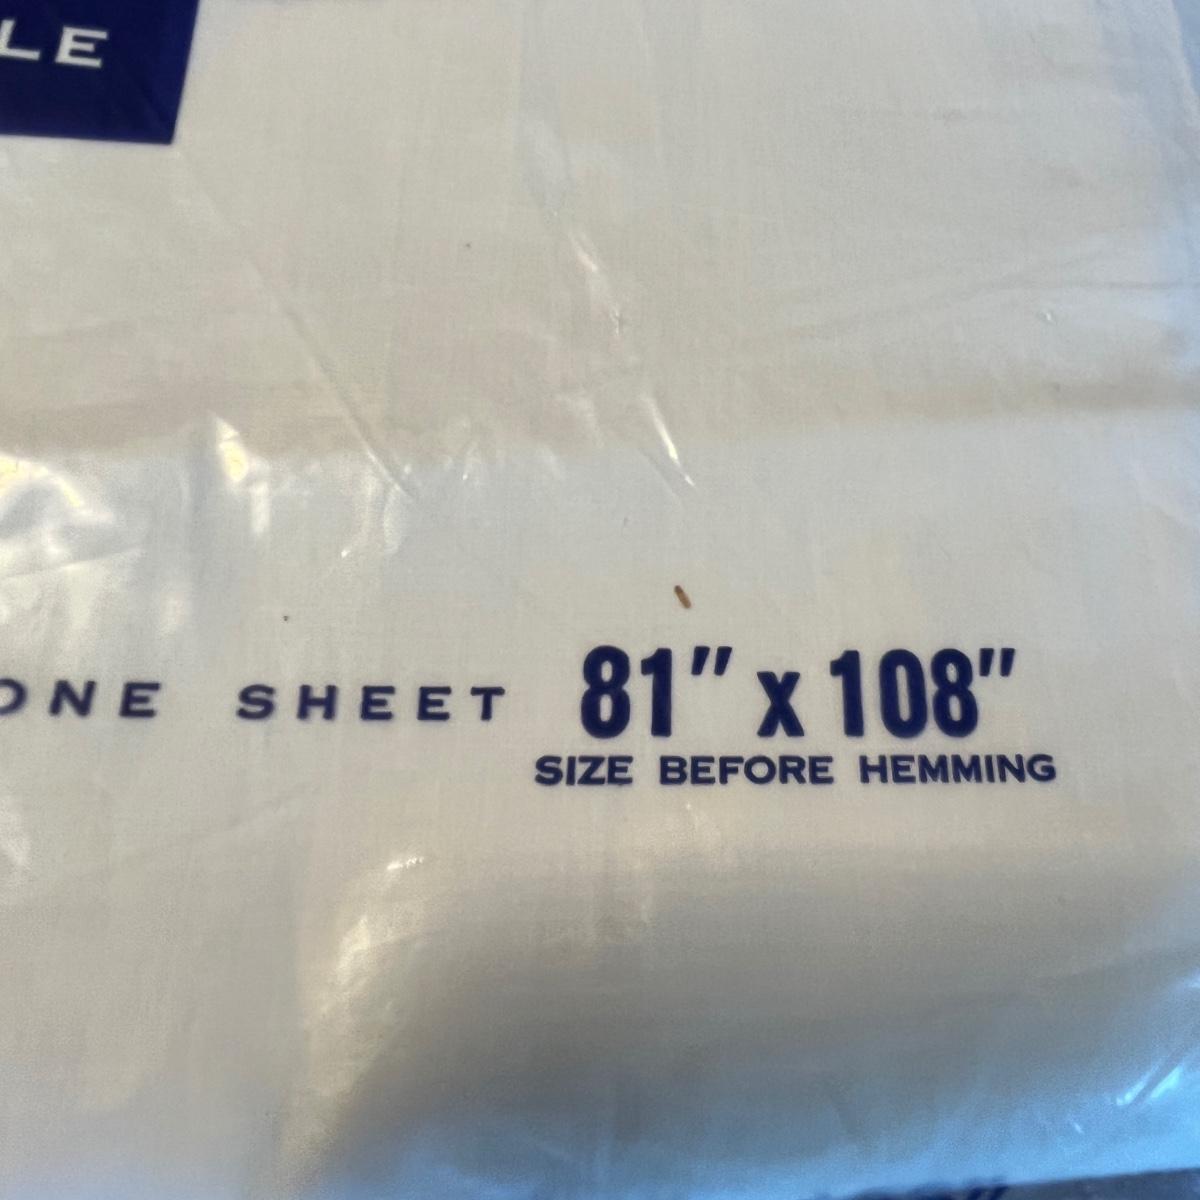 LE
ONE SHEET 81" x 108"
SIZE BEFORE HEMMING